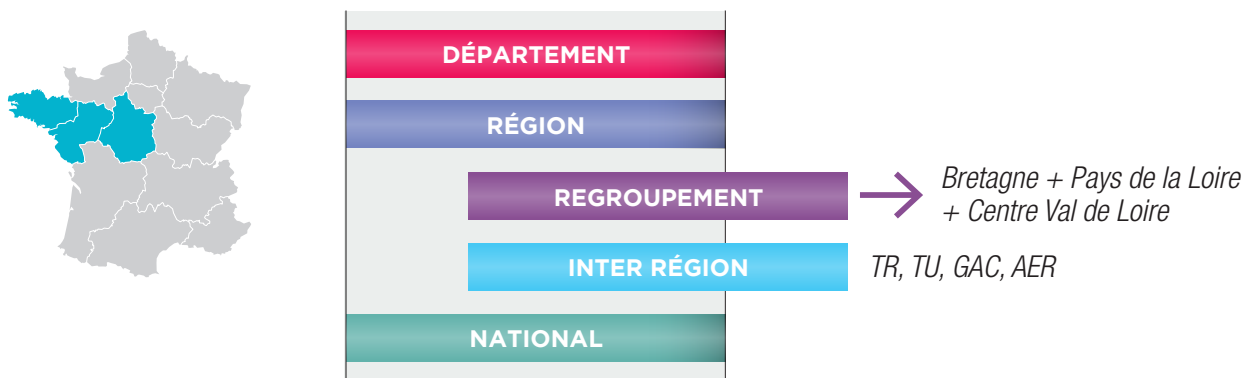 DÉPARTEMENT
RÉGION
REGROUPEMENT
Bretagne + Pays de la Loire
+ Centre Val de Loire
INTER RÉGION
TR, TU, GAC, AER
NATIONAL